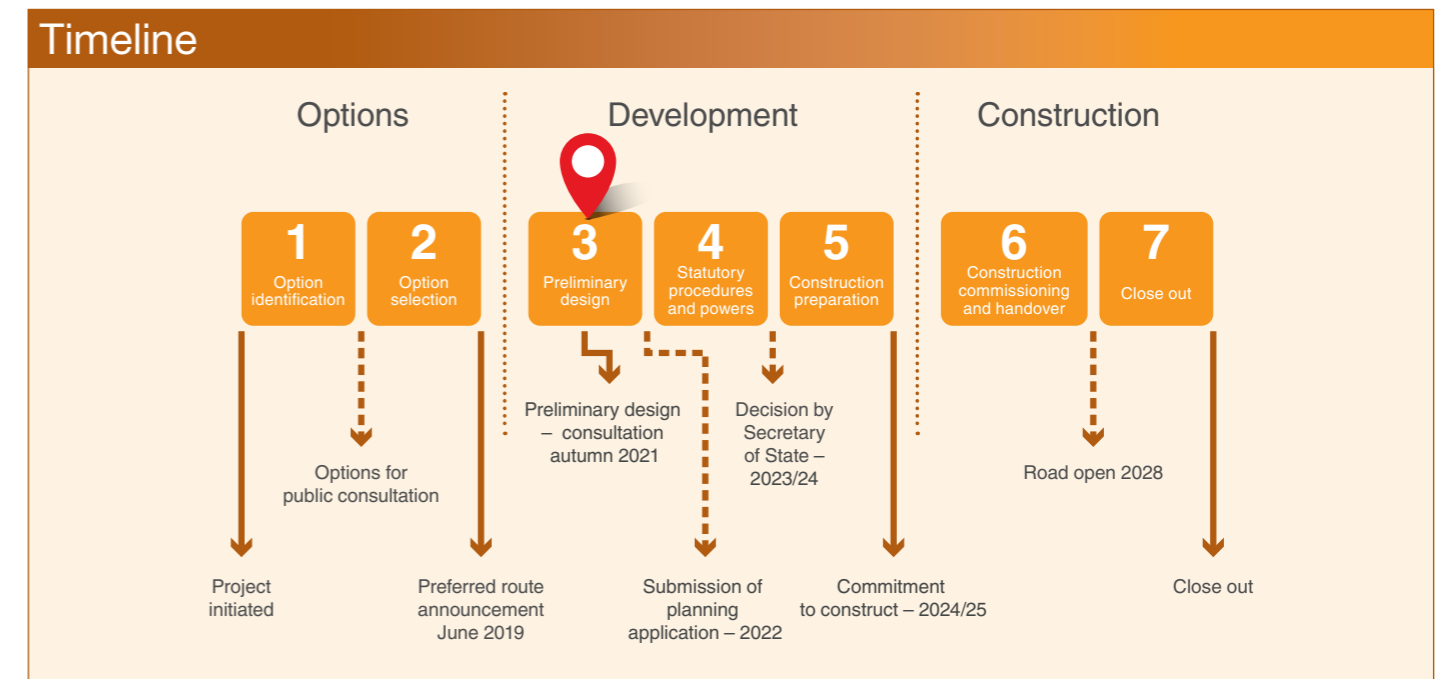 Timeline
Options
Development
Construction
1
Option
identification
2
Option
selection
3
Preliminary
design
4
Statutory
procedures
and powers
5
Construction
preparation
6
Construction
commissioning
and handover
7
Close out
Project
initiated
Options for
public consultation
Preferred route
announcement
June 2019
Preliminary design
– consultation
autumn 2021
Submission of
planning
application – 2022
Decision by
Secretary
of State –
2023/24
Commitment
to construct – 2024/25
Road open 2028
Close out